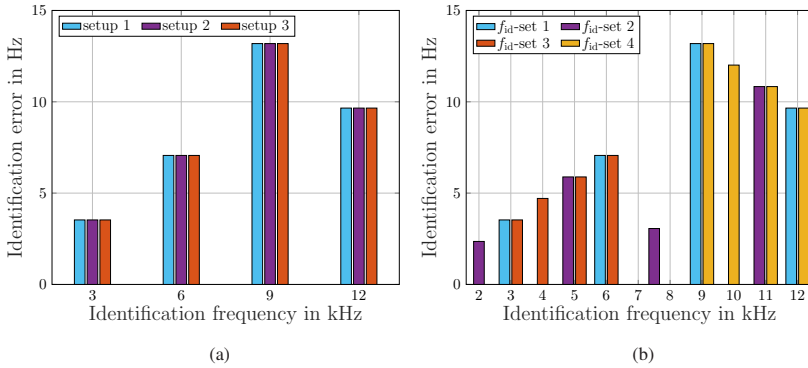 setup 1 setup 2 setup 3
Identification error in Hz
15
10
5
0
3 6 9 12
Identification frequency in kHz
(a)
f_id-set 1 f_id-set 2
f_id-set 3 f_id-set 4
Identification error in Hz
15
10
5
0
2 3 4 5 6 7 8 9 10 11 12
Identification frequency in kHz
(b)